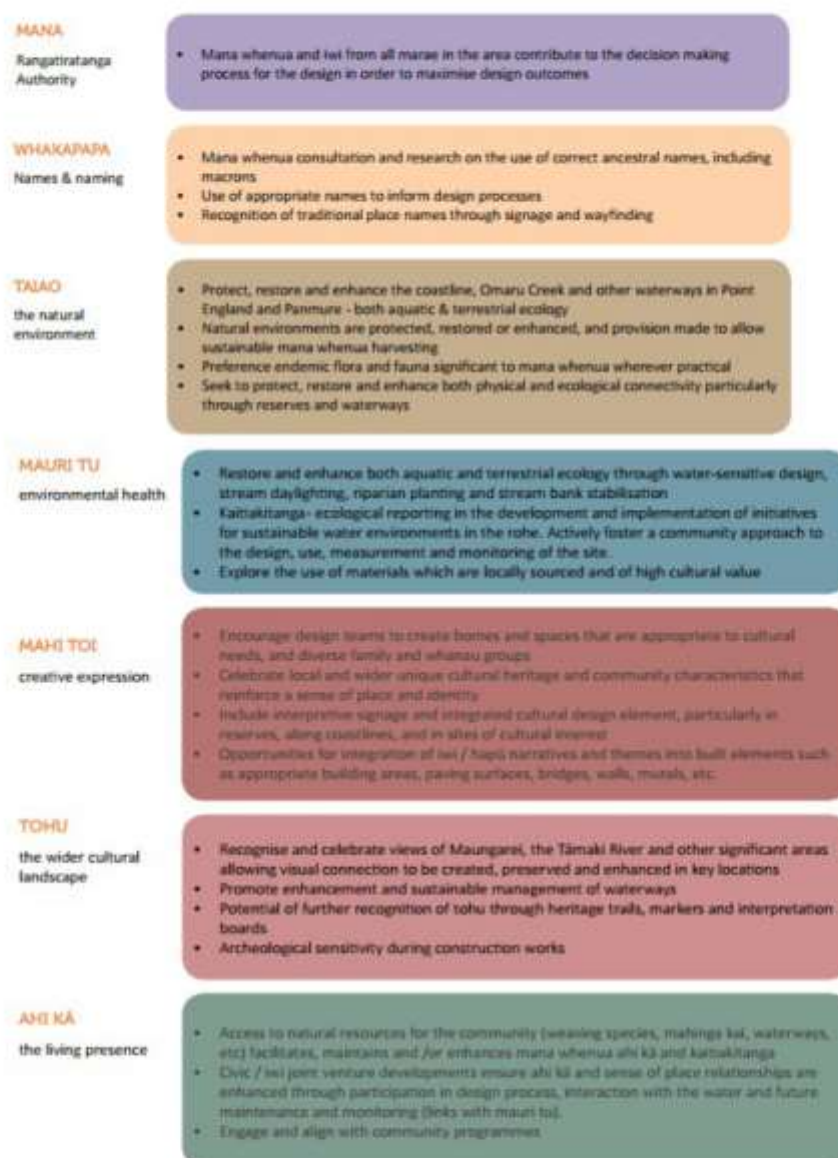 MANA
Rangatiratanga
Authority
• Mana whenua and iwi from all marae in the area contribute to the decision making
process for the design in order to maximise design outcomes
WHAKAPAPA
Names & naming
• Mana whenua consultation and research on the use of correct ancestral names, including
macrons
• Use of appropriate names to inform design processes
• Recognition of traditional place names through signage and wayfinding
TAIAO
the natural
environment
• Protect, restore and enhance the coastline, Omaru Creek and other waterways in Point
England and Panmure - both aquatic & terrestrial ecology
• Natural environments are protected, restored or enhanced, and provision made to allow
sustainable mana whenua harvesting
• Preference endemic flora and fauna significant to mana whenua wherever practical
• Seek to protect, restore and enhance both physical and ecological connectivity particularly
through reserves and waterways
MAURI TU
environmental health
• Restore and enhance both aquatic and terrestrial ecology through water-sensitive design,
stream daylighting, riparian planting and stream bank stabilisation
• Kaitiakitanga- ecological reporting in the development and implementation of initiatives
for sustainable water environments in the rohe. Actively foster a community approach to
the design, use, measurement and monitoring of the site.
• Explore the use of materials which are locally sourced and of high cultural value
MAHI TOI
creative expression
• Encourage design teams to create homes and spaces that are appropriate to cultural
needs, and diverse family and whanau groups
• Celebrate local and wider unique cultural heritage and community characteristics that
reinforce a sense of place and identity
• Include interpretive signage and integrated cultural design element, particularly in
reserves, along coastlines, and in sites of cultural interest
• Opportunities for integration of iwi / hapū narratives and themes into built elements such
as appropriate building areas, paving surfaces, bridges, walls, murals, etc.
TOHU
the wider cultural
landscape
• Recognise and celebrate views of Maungarei, the Tāmaki River and other significant areas
allowing visual connection to be created, preserved and enhanced in key locations
• Promote enhancement and sustainable management of waterways
• Potential of further recognition of tohu through heritage trails, markers and interpretation
boards
• Archeological sensitivity during construction works
AHI KĀ
the living presence
• Access to natural resources for the community (weaning species, mahinga kai, waterways,
etc) facilitates, maintains and /or enhances mana whenua ahi kā and kaitiakitanga
• Civic / iwi joint venture developments ensure ahi kā and sense of place relationships are
enhanced through participation in design process, interaction with the water and future
maintenance and monitoring (links with mauri tu).
• Engage and align with community programmes